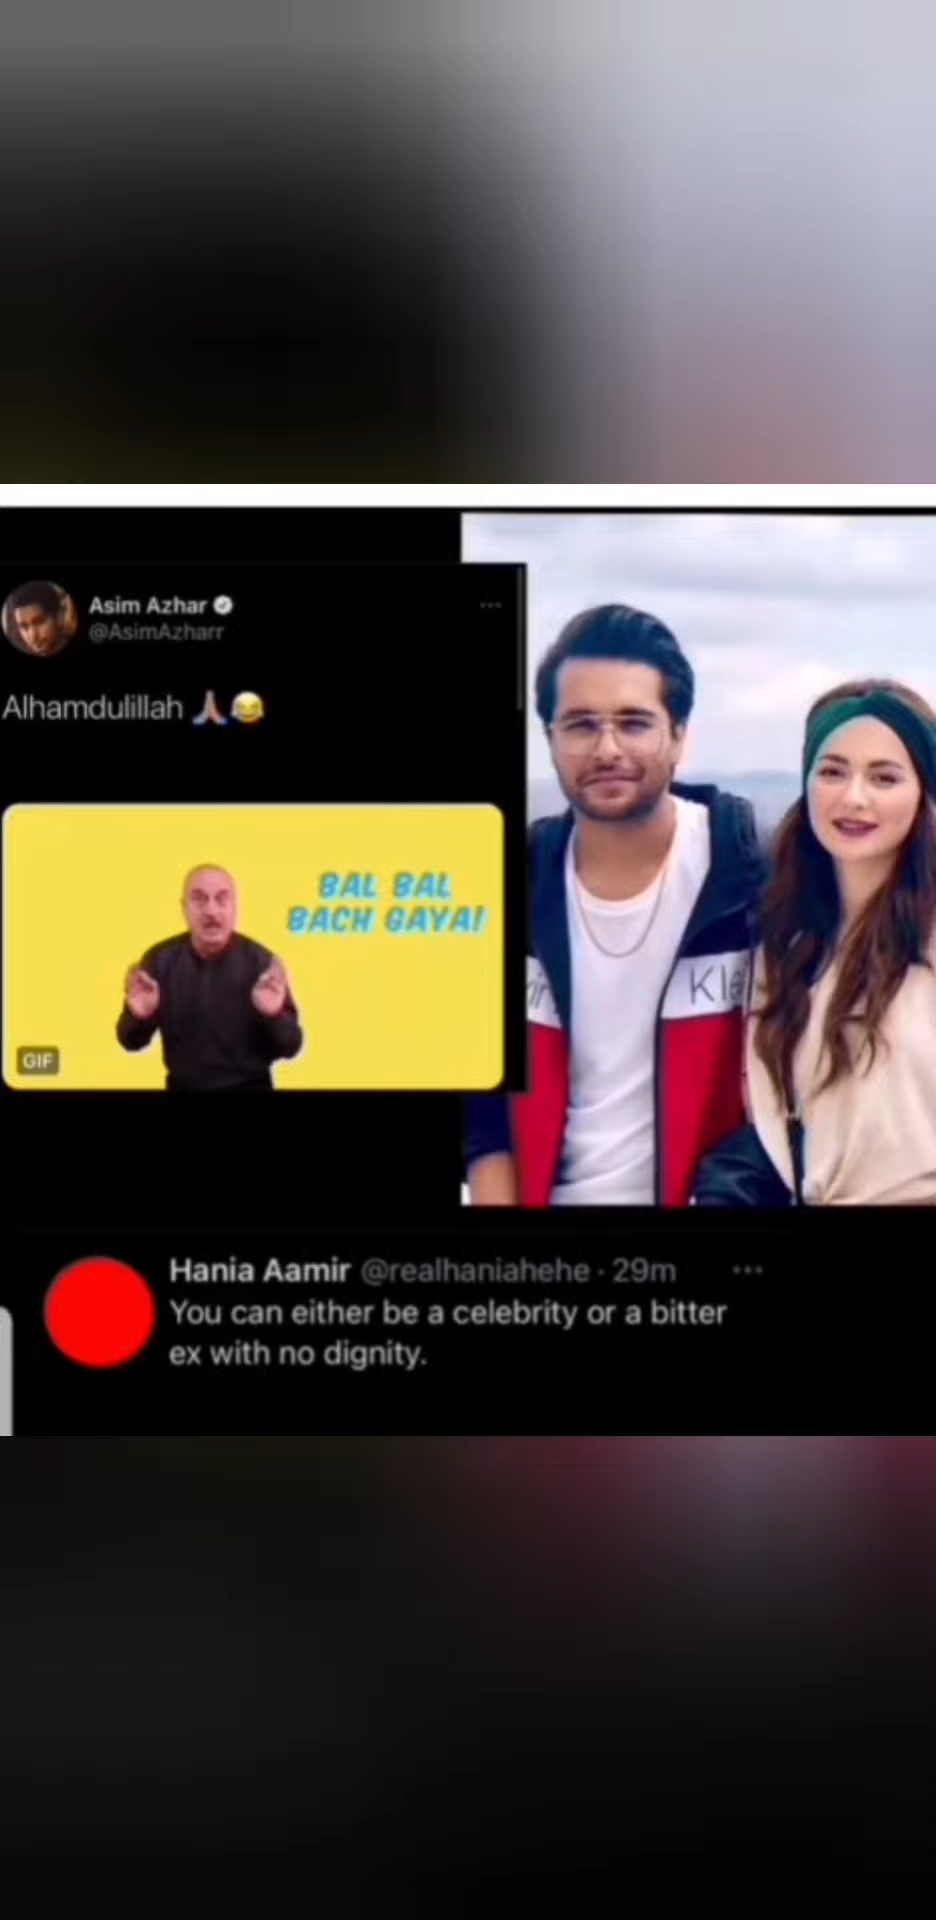 Asim Azhar
@AsimAzharr
Alhamdulillah 🙏🏽😂
BAL BAL
BACH GAYA!
GIF
Kle
Hania Aamir @realhaniahehe · 29m
You can either be a celebrity or a bitter
ex with no dignity.